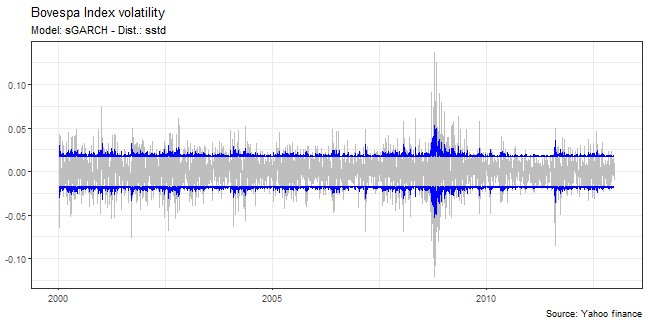 Bovespa Index volatility
Model: sGARCH - Dist.: sstd
0.10
0.05
0.00
-0.05
-0.10
2000
2005
2010
Source: Yahoo finance